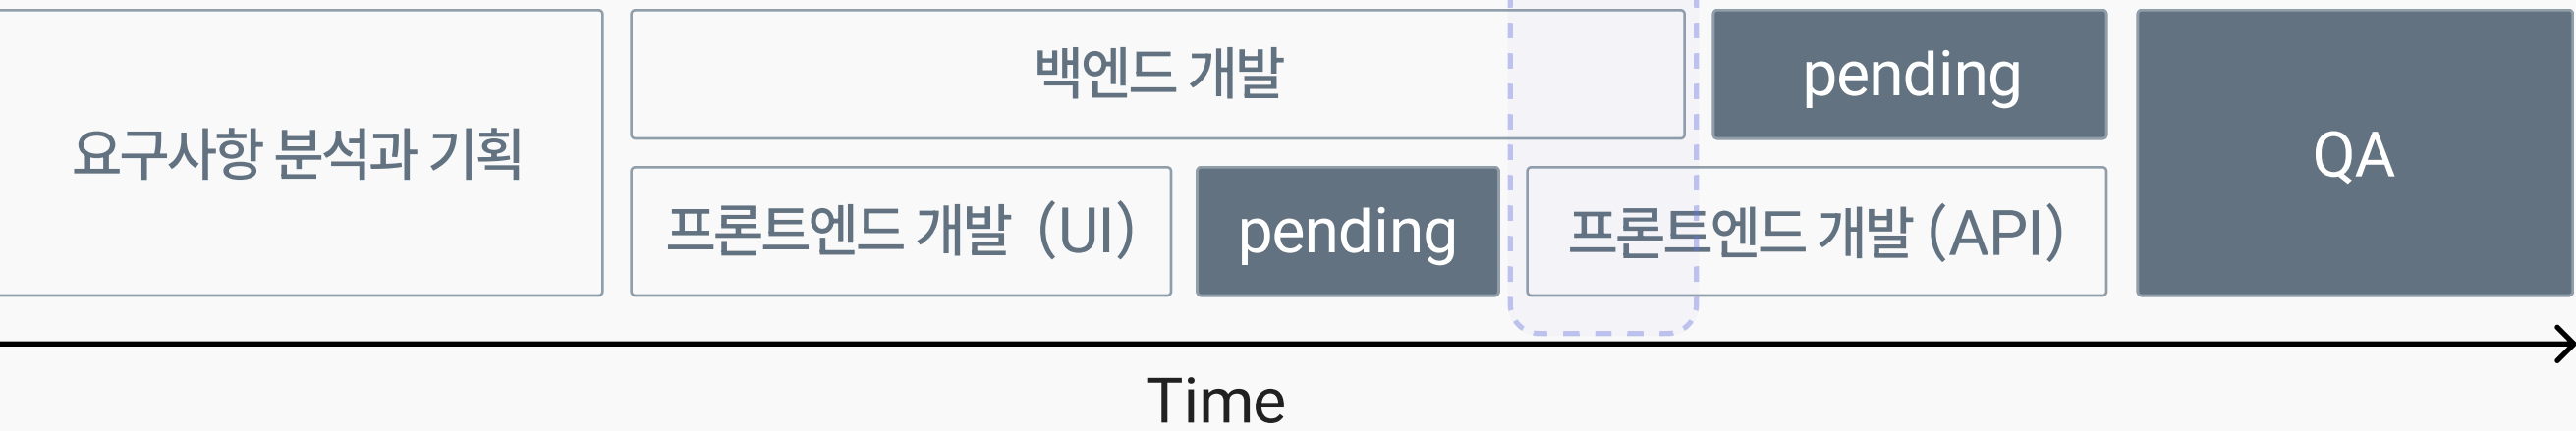 요구사항 분석과 기획
백엔드 개발
pending
프론트엔드 개발 (UI)
pending
프론트엔드 개발 (API)
QA
Time